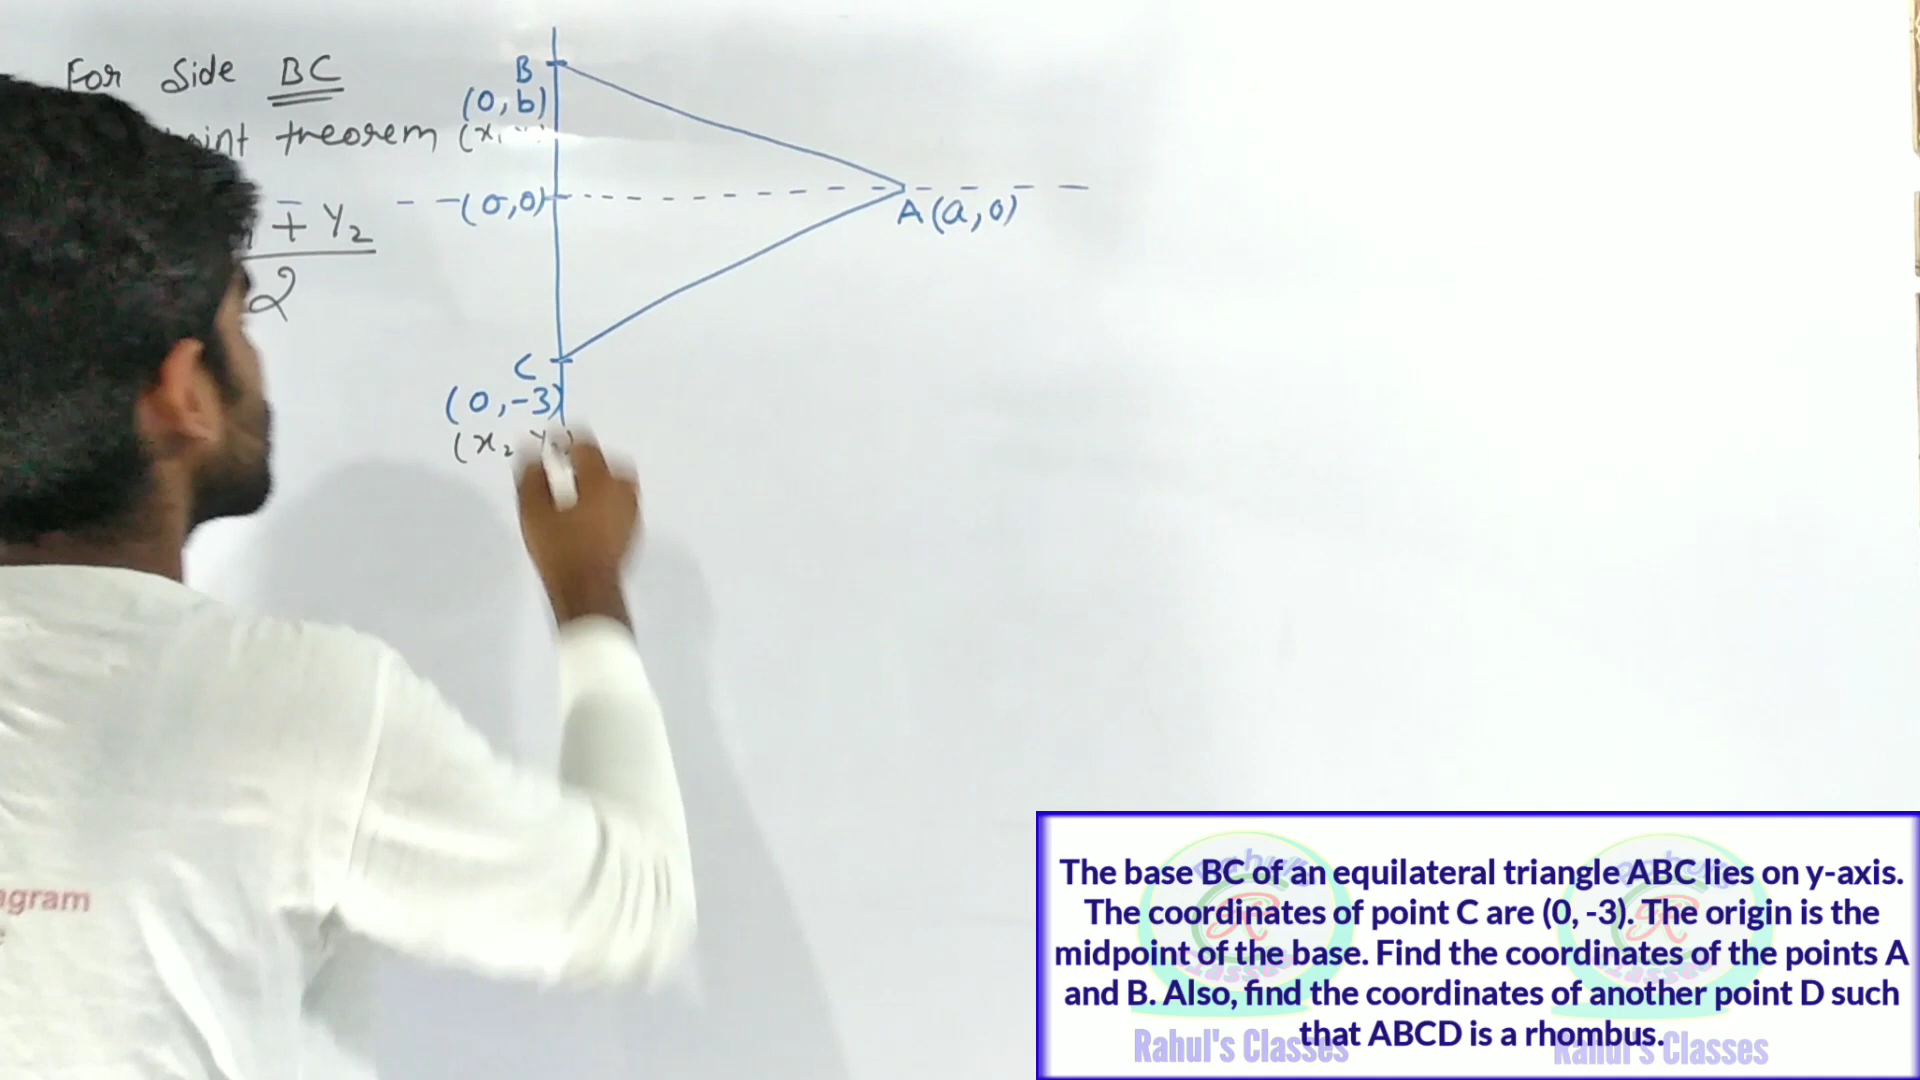 For Side BC
treorem
∓ Y2
2
B
(0, b)
(0,0)
A(a,0)
C
(0,-3)
(x2
agram
The base BC of an equilateral triangle ABC lies on y-axis.
The coordinates of point C are (0, -3). The origin is the
midpoint of the base. Find the coordinates of the points A
and B. Also, find the coordinates of another point D such
that ABCD is a rhombus.
Rahul's Classes
Rahul's Classes